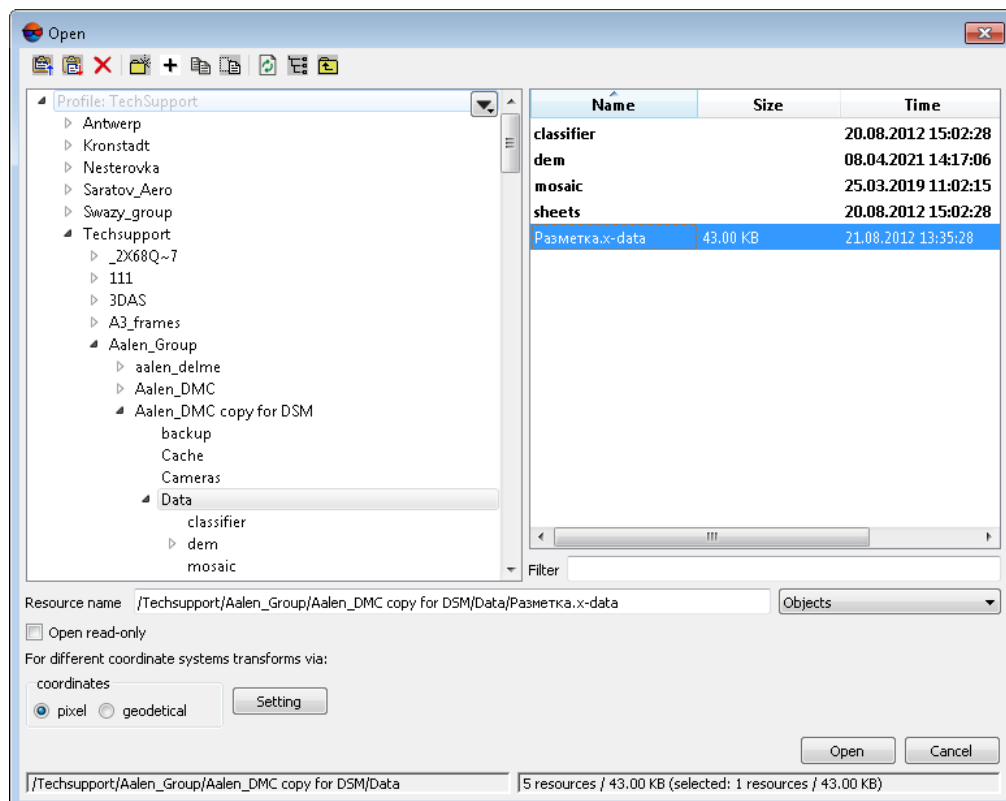 Open
Profile: TechSupport
Antwerp
Kronstadt
Nesterovka
Saratov_Aero
Swazy_group
Techsupport
_2X68Q~7
111
3DAS
A3_frames
Aalen_Group
aalen_delme
Aalen_DMC
Aalen_DMC copy for DSM
backup
Cache
Cameras
Data
classifier
dem
mosaic
Name Size Time
classifier 20.08.2012 15:02:28
dem 08.04.2021 14:17:06
mosaic 25.03.2019 11:02:15
sheets 20.08.2012 15:02:28
Разметка.x-data 43.00 KB 21.08.2012 13:35:28
Filter
Resource name /Techsupport/Aalen_Group/Aalen_DMC copy for DSM/Data/Разметка.x-data Objects
Open read-only
For different coordinate systems transforms via:
coordinates
pixel geodetical Setting
Open Cancel
/Techsupport/Aalen_Group/Aalen_DMC copy for DSM/Data 5 resources / 43.00 KB (selected: 1 resources / 43.00 KB)